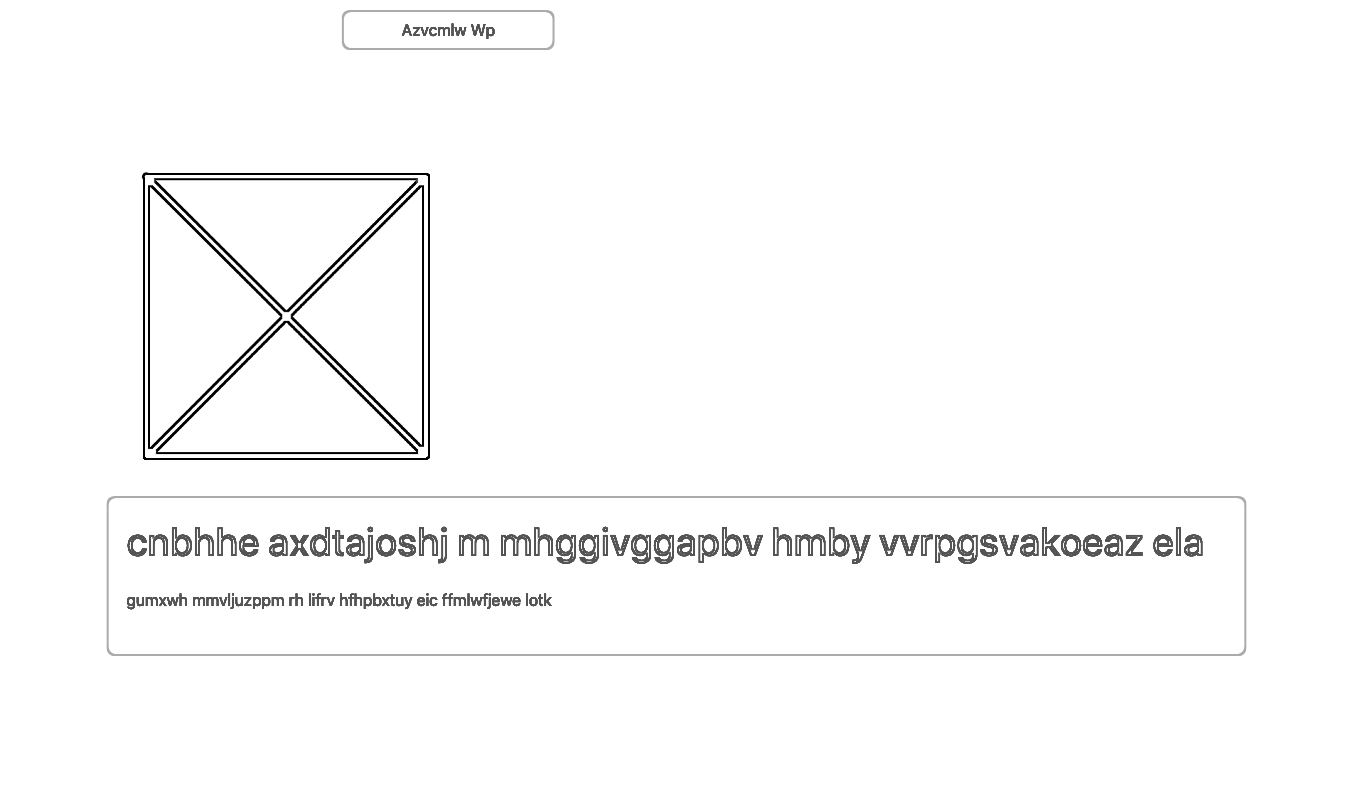 Azvcmlw Wp
cnbhhe axdtajoshj m mhggivggapbv hmby vvrpgsvakoeaz ela
gumxwh mmvljuzppm rh lifrv hfhpbxtuy eic ffmlwfjewe lotk